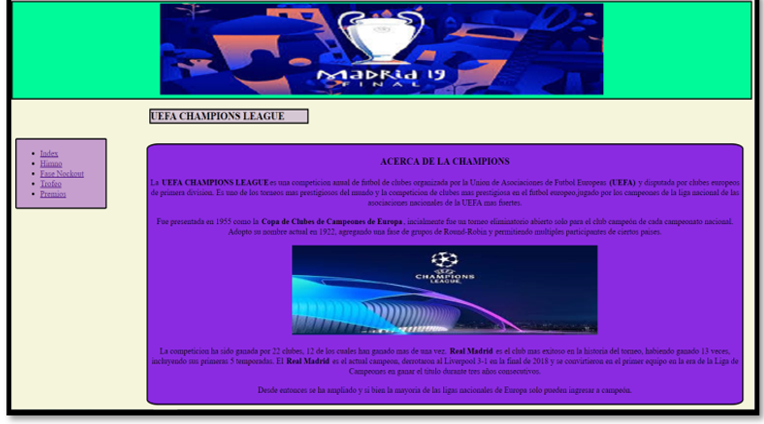 MADRID 19
FINAL
UEFA CHAMPIONS LEAGUE
Index
Himno
Fase Nockout
Trofeo
Premios
ACERCA DE LA CHAMPIONS
La UEFA CHAMPIONS LEAGUE es una competicion anual de futbol de clubes organizada por la Union de Asociaciones de Futbol Europeas (UEFA) y disputada por clubes europeos
de primera division. Es uno de los torneos mas prestigiosos del mundo y la competicion de clubes mas prestigiosa en el futbol europeo,jugado por los campeones de la liga nacional de las
asociaciones nacionales de la UEFA mas fuertes.
Fue presentada en 1955 como la Copa de Clubes de Campeones de Europa, incialmente fue un torneo eliminatorio abierto solo para el club campeón de cada campeonato nacional.
Adopto su nombre actual en 1922, agregando una fase de grupos de Round-Robin y permitiendo multiples participantes de ciertos paises.
CHAMPIONS
LEAGUE
La competicion ha sido ganada por 22 clubes, 12 de los cuales han ganado mas de una vez. Real Madrid es el club mas exitoso en la historia del torneo, habiendo ganado 13 veces,
incluyendo sus primeras 5 temporadas. El Real Madrid es el actual campeon, derrotaron al Liverpool 3-1 en la final de 2018 y se convirtieron en el primer equipo en la era de la Liga de
Campeones en ganar el titulo durante tres años consecutivos.
Desde entonces se ha ampliado y si bien la mayoria de las ligas nacionales de Europa solo pueden ingresar a campeón.